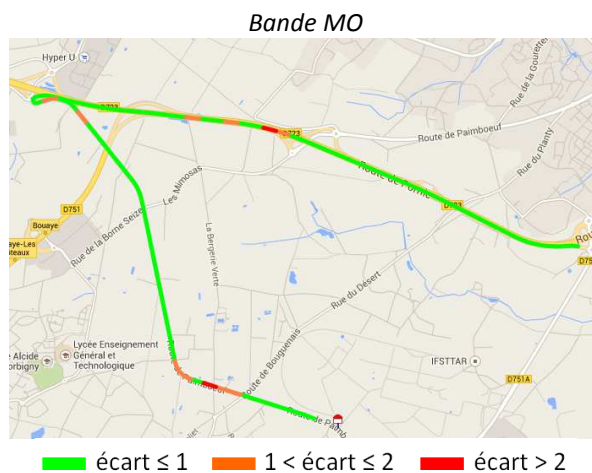 Bande MO
Hyper U
D723
Rue de la Gourette
Route de Paimboeuf
D723
Rue du Planty
Les Mimosas
Route de Pornic
D723
D751
Bouaye
Rue de la Borne Seize
La Bergerie Verte
Rue du Désert
Lycée Enseignement
Général et
Technologique
Route de Bouguenais
IFSTTAR
D751A
écart ≤ 1 1 < écart ≤ 2 écart > 2